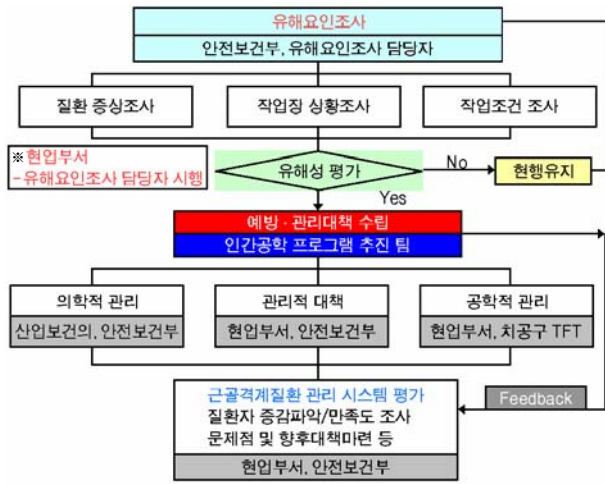 유해요인조사
안전보건부, 유해요인조사 담당자
질환 증상조사
작업장 상황조사
작업조건 조사
※현업부서
-유해요인조사 담당자 시행
유해성 평가
No
현행유지
Yes
예방·관리대책 수립
인간공학 프로그램 추진 팀
의학적 관리
산업보건의, 안전보건부
관리적 대책
현업부서, 안전보건부
공학적 관리
현업부서, 치공구 TFT
Feedback
근골격계질환 관리 시스템 평가
질환자 증감파악/만족도 조사
문제점 및 향후대책마련 등
현업부서, 안전보건부